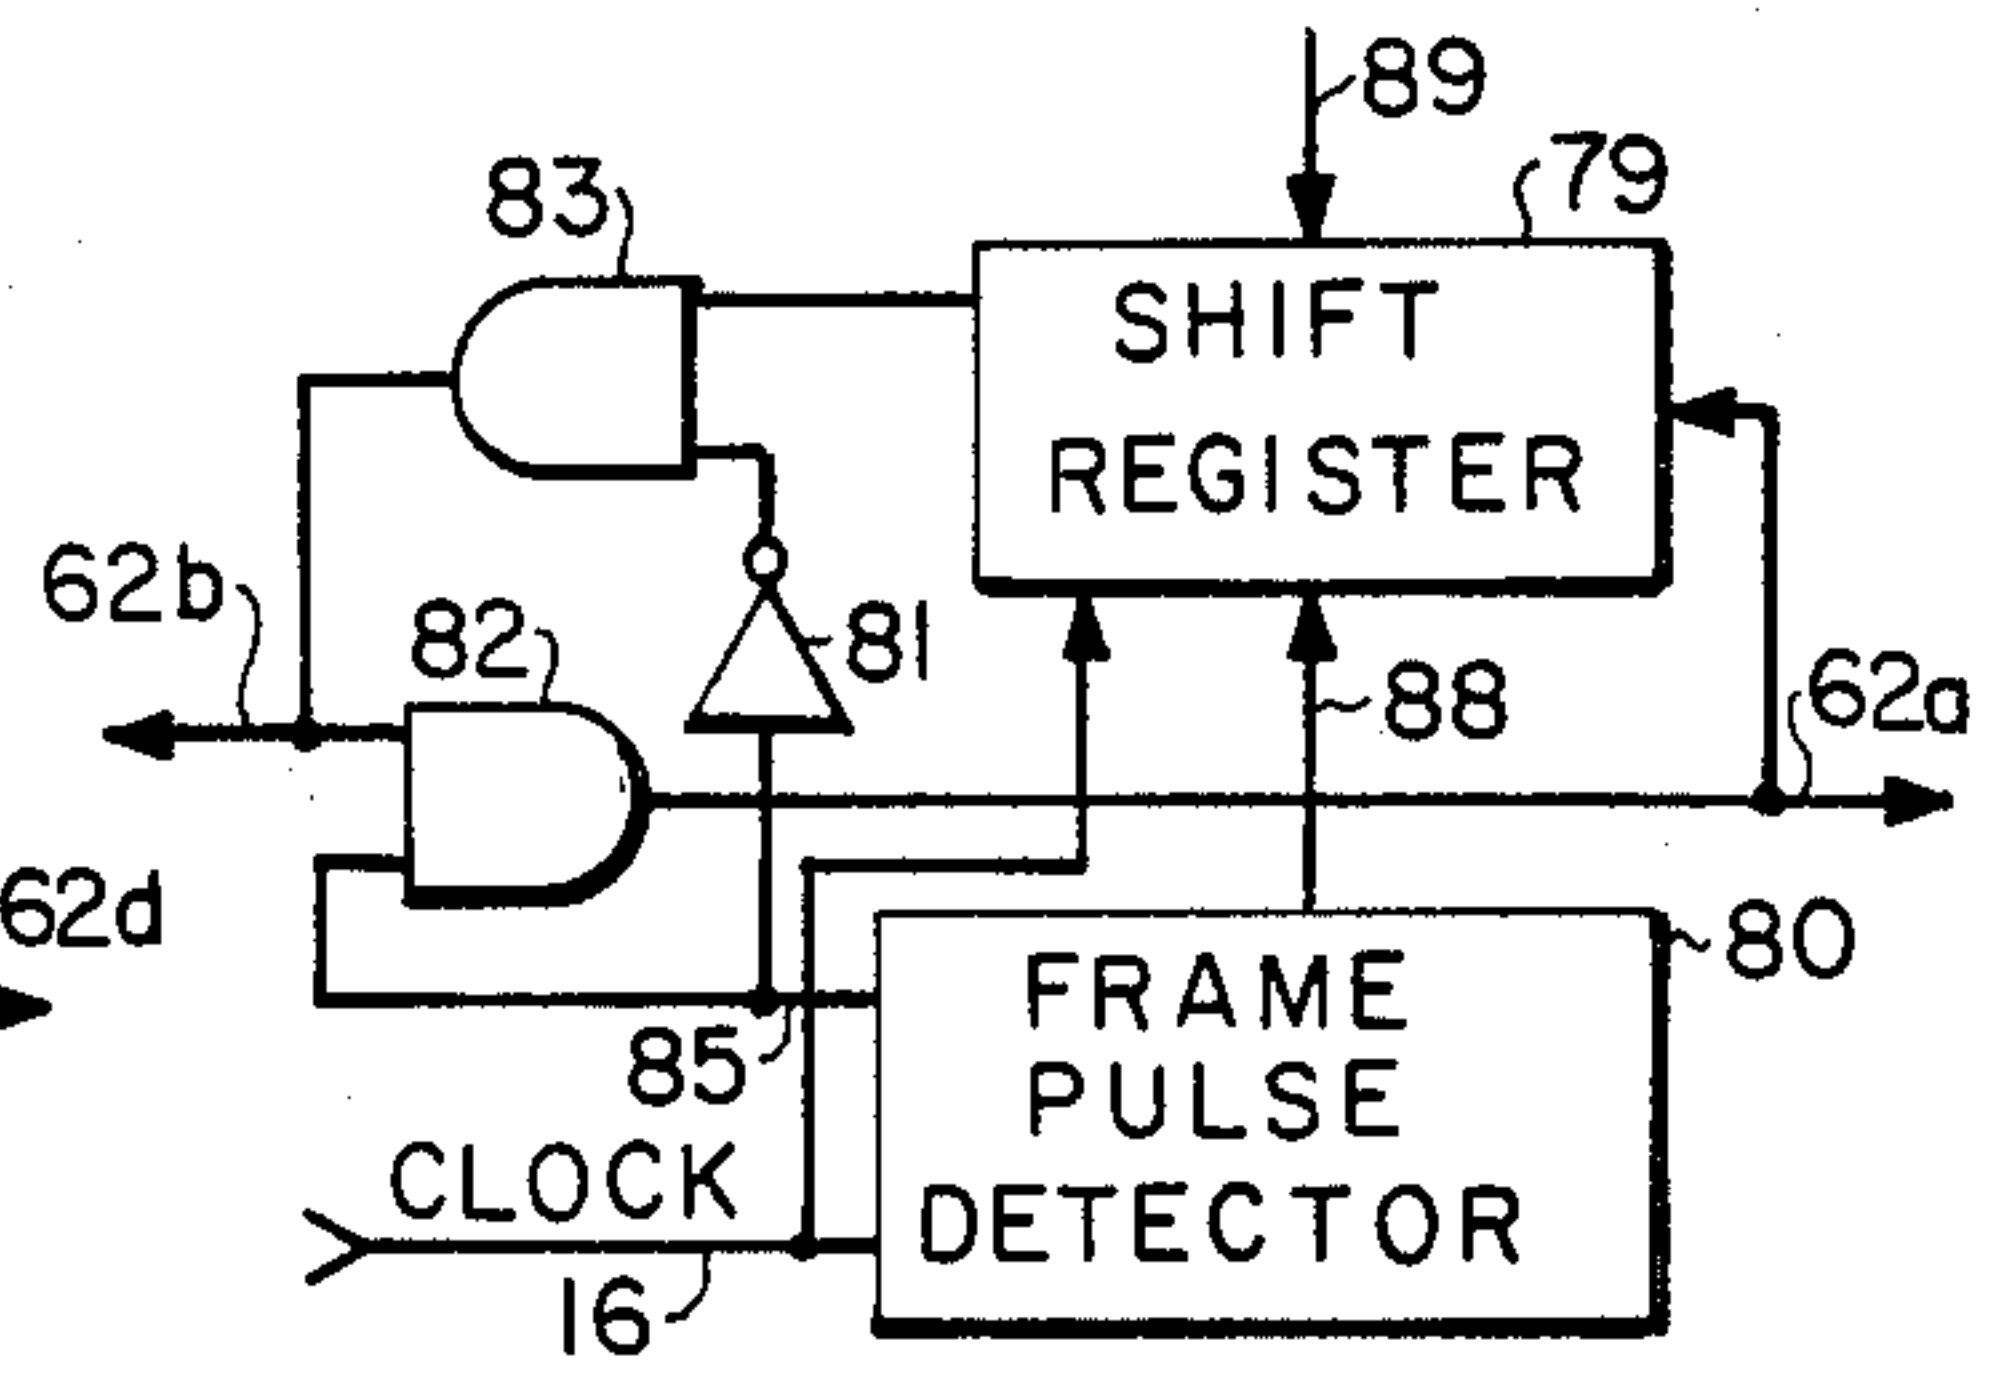 89
79
83
SHIFT
REGISTER
62b
82
81
88
62a
62d
80
FRAME
PULSE
DETECTOR
85
CLOCK
16